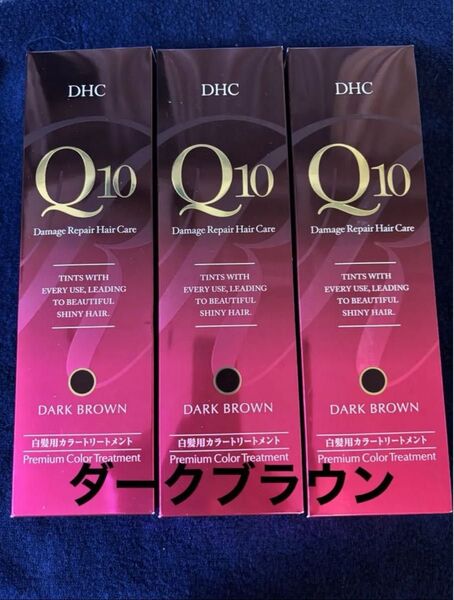 DHC
Q10
Damage Repair Hair Care
TINTS WITH
EVERY USE, LEADING
TO BEAUTIFUL
SHINY HAIR.
DARK BROWN
白髪用カラートリートメント
Premium Color Treatment
DHC
Q10
Damage Repair Hair Care
TINTS WITH
EVERY USE, LEADING
TO BEAUTIFUL
SHINY HAIR.
DARK BROWN
白髪用カラートリートメント
Premium Color Treatment
DHC
Q10
Damage Repair Hair Care
TINTS WITH
EVERY USE, LEADING
TO BEAUTIFUL
SHINY HAIR.
DARK BROWN
白髪用カラートリートメント
Premium Color Treatment
ダークブラウン